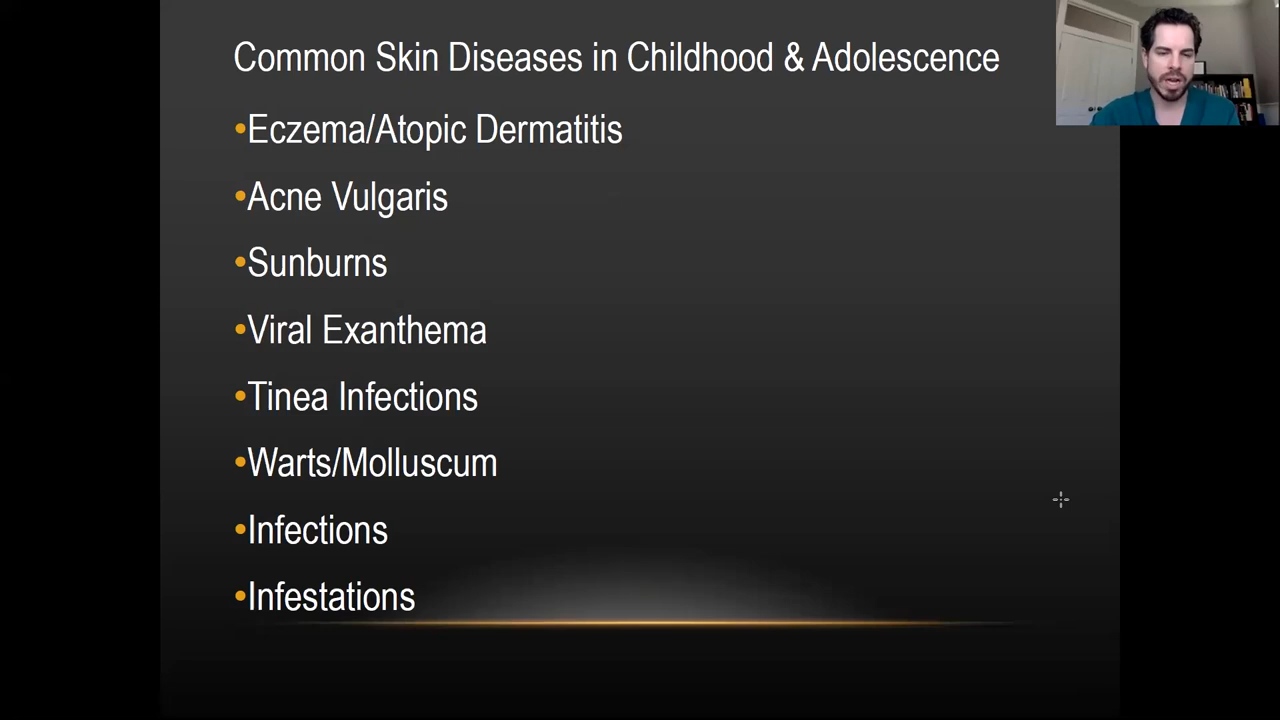 Common Skin Diseases in Childhood & Adolescence
•Eczema/Atopic Dermatitis
•Acne Vulgaris
•Sunburns
•Viral Exanthema
•Tinea Infections
•Warts/Molluscum
•Infections
•Infestations